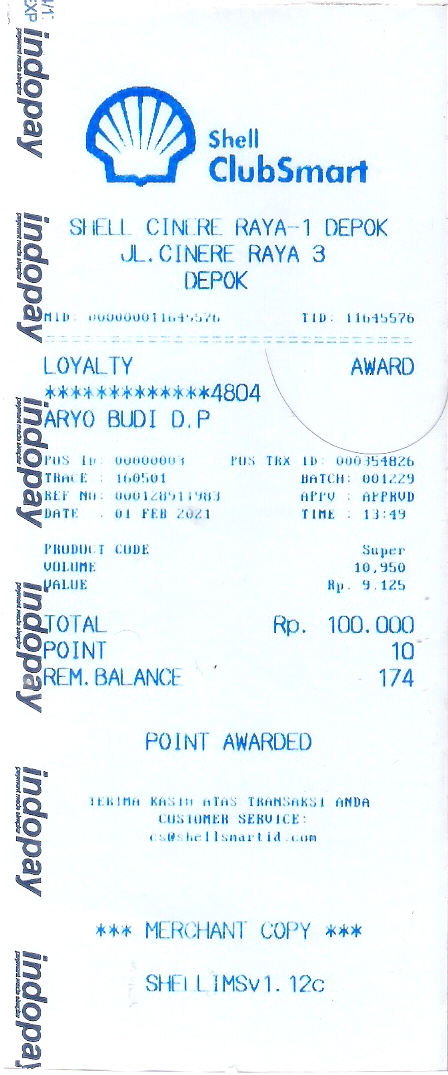 Shell
ClubSmart
SHELL CINERE RAYA-1 DEPOK
JL.CINERE RAYA 3
DEPOK
MID: 000000011645576 TID: 11645576
LOYALTY AWARD
*************4804
ARYO BUDI D.P
POS ID: 00000003 POS TRX ID: 000354826
TRACE : 160501 BATCH: 001229
REF NO: 000128911983 APPV : APPRVD
DATE : 01 FEB 2021 TIME : 13:49
PRODUCT CODE Super
VOLUME 10,950
VALUE Rp. 9.125
TOTAL Rp. 100.000
POINT 10
REM.BALANCE 174
POINT AWARDED
TERIMA KASIH ATAS TRANSAKSI ANDA
CUSTOMER SERVICE:
cs@shellsmartid.com
*** MERCHANT COPY ***
SHELLIMSv1.12c
indopay
indopay
indopay
indopay
indopay
indopay